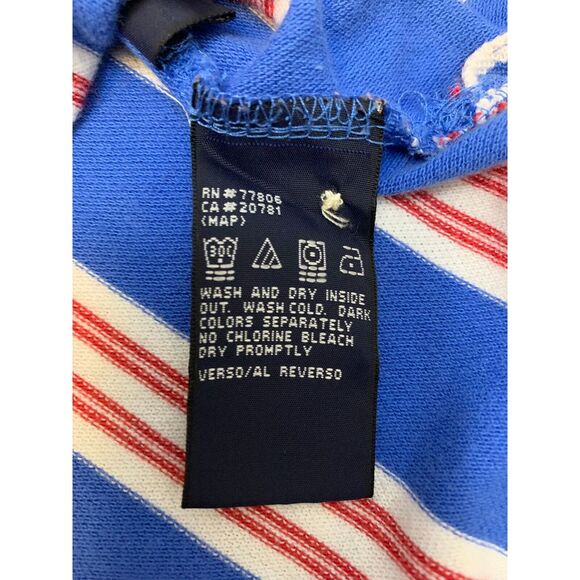 RN#77806
CA#20781
(MAP)
30C
WASH AND DRY INSIDE
OUT. WASH COLD. DARK
COLORS SEPARATELY
NO CHLORINE BLEACH
DRY PROMPTLY
VERSO/AL REVERSO